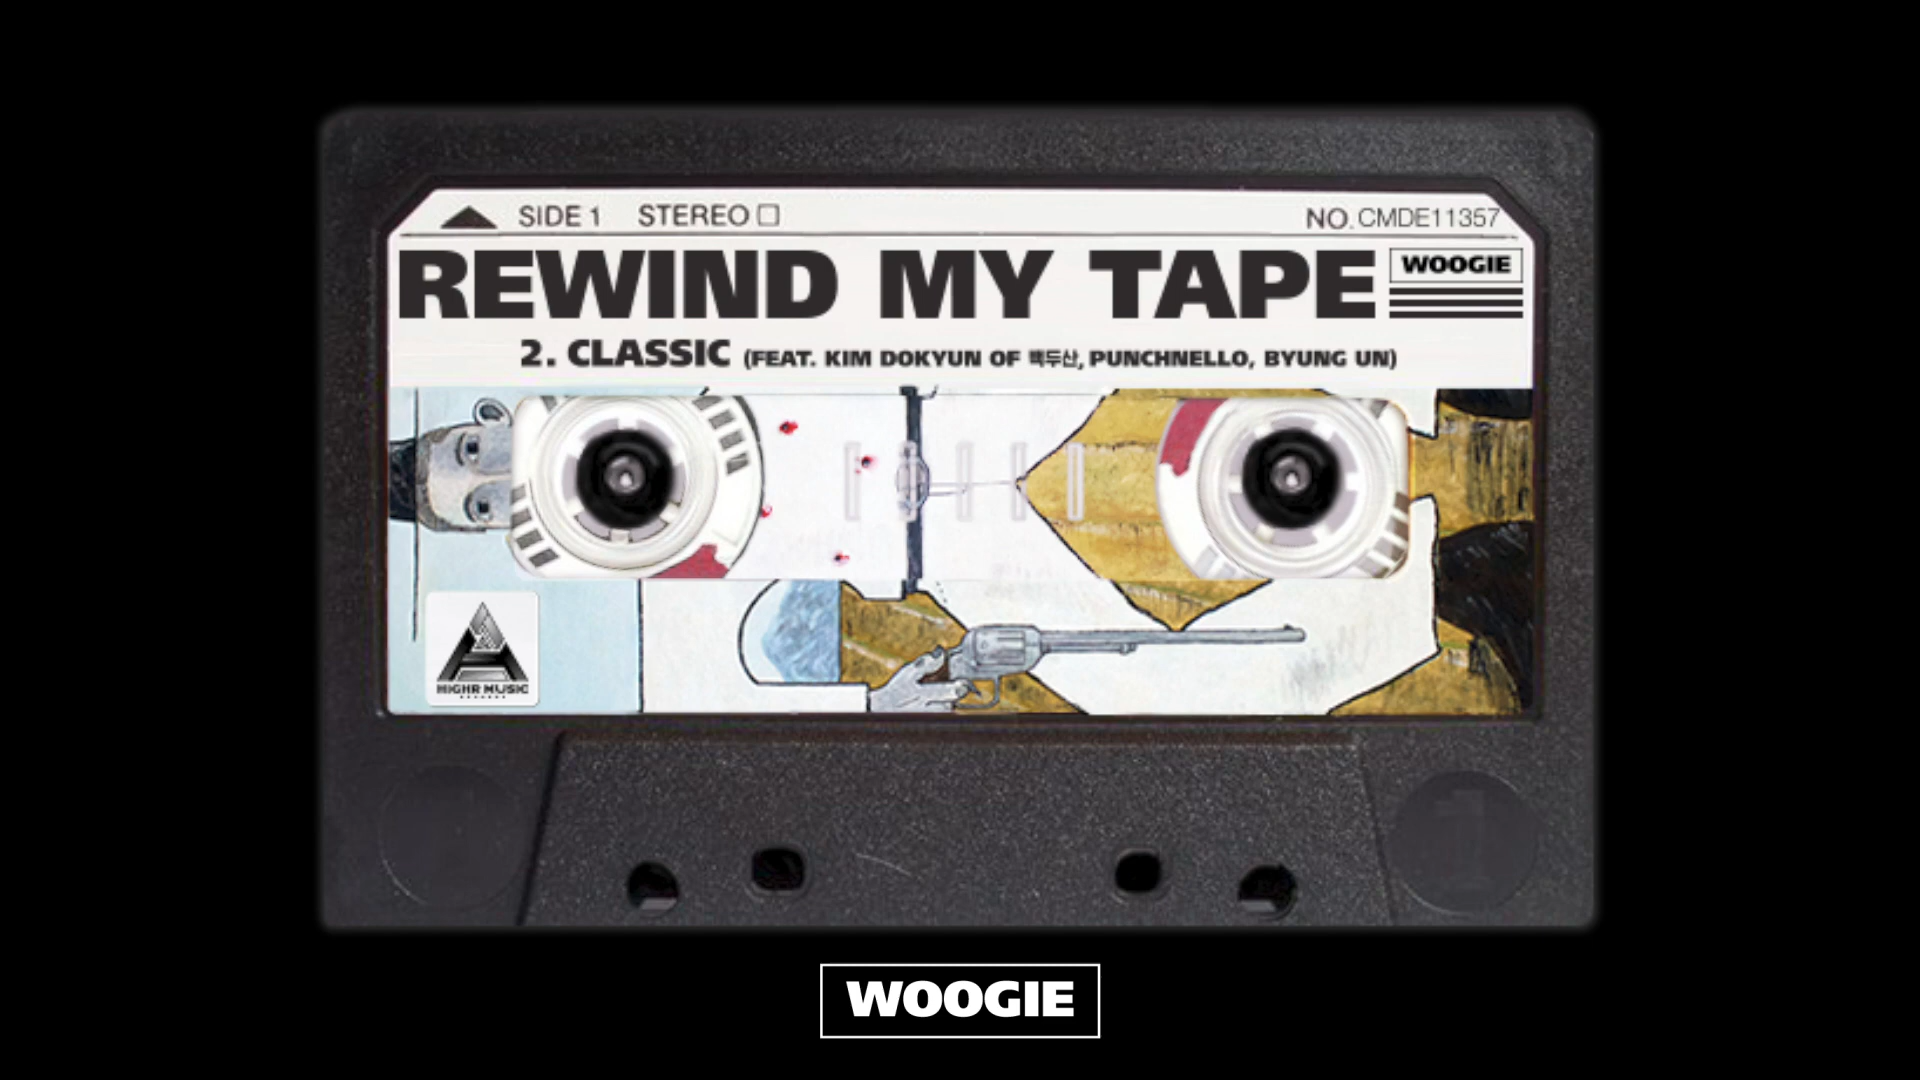 SIDE 1 STEREO NO. CMDE11357
REWIND MY TAPE WOOGIE
2. CLASSIC (FEAT. KIM DOKYUN OF 백두산, PUNCHNELLO, BYUNG UN)
HIGHR MUSIC
WOOGIE